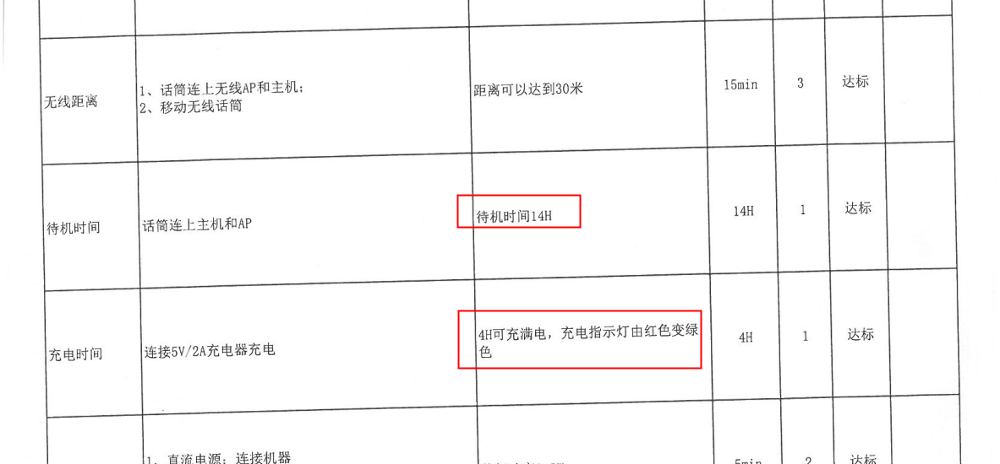 无线距离
1、话筒连上无线AP和主机;
2、移动无线话筒
距离可以达到30米
15min
3
达标
待机时间
话筒连上主机和AP
待机时间14H
14H
1
达标
充电时间
连接5V/2A充电器充电
4H可充满电，充电指示灯由红色变绿
色
4H
1
达标
1、直流电源：连接机器
5min
2
达标